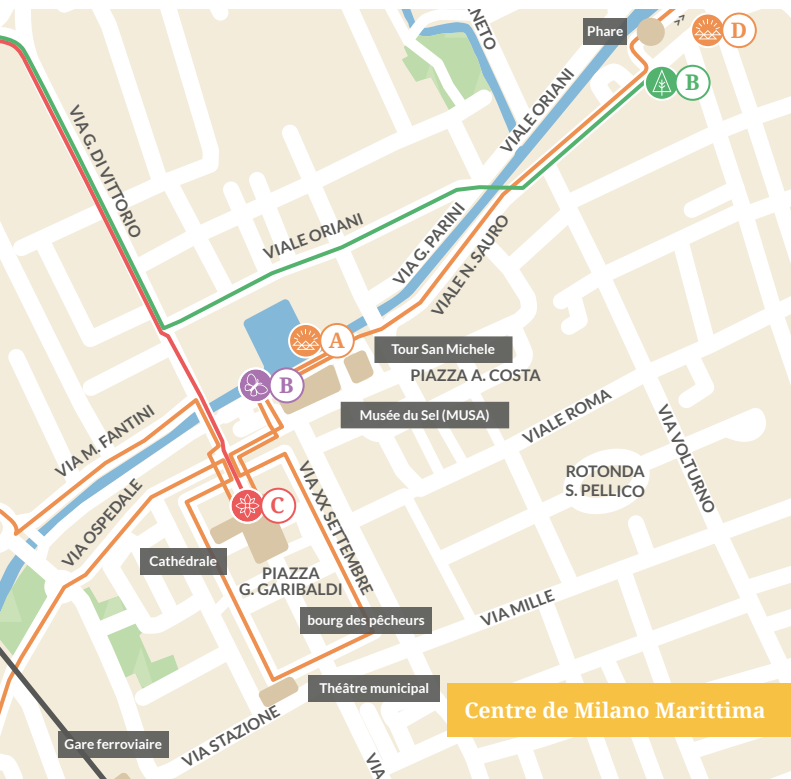 NETO
Phare
D
B
VIALE ORIANI
VIA G. DI VITTORIO
VIALE ORIANI
VIA G. PARINI
VIALE N. SAURO
A
Tour San Michele
PIAZZA A. COSTA
B
Musée du Sel (MUSA)
VIALE ROMA
VIA VOLTURNO
VIA M. FANTINI
ROTONDA
S. PELLICO
VIA OSPEDALE
VIA XX SETTEMBRE
C
Cathédrale
PIAZZA
G. GARIBALDI
bourg des pêcheurs
VIA MILLE
Théâtre municipal
Centre de Milano Marittima
VIA STAZIONE
Gare ferroviaire
VIA